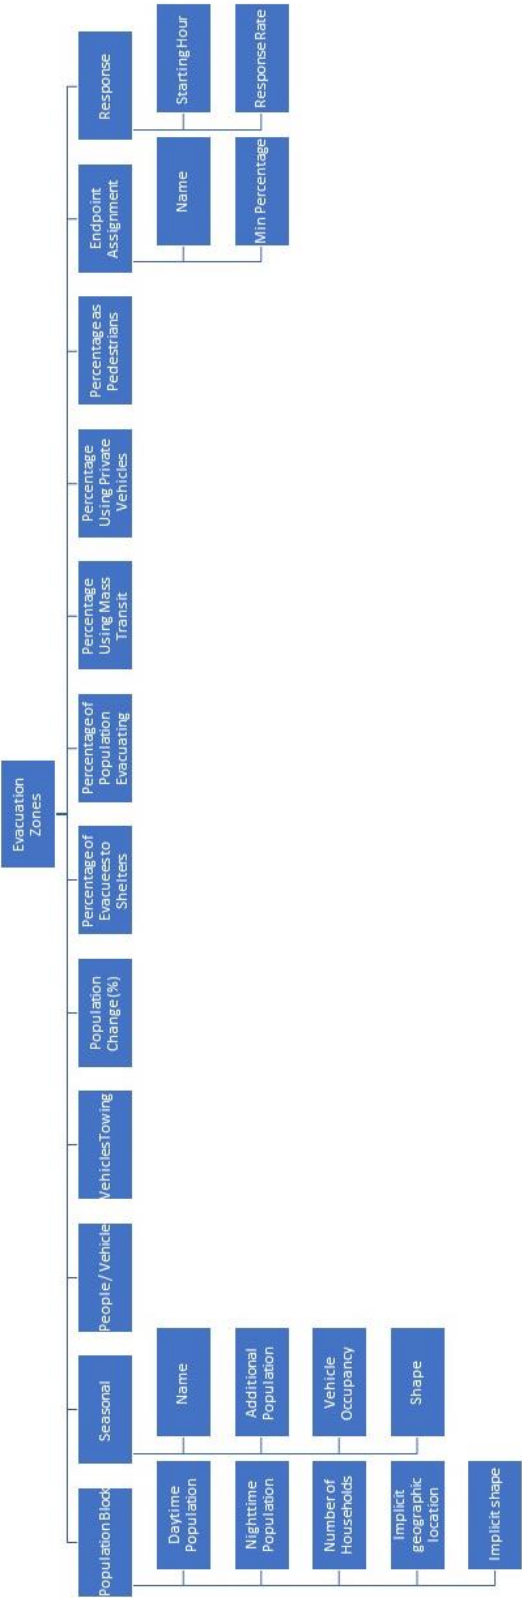 Evacuation
Zones
Population Block
Daytime
Population
Nighttime
Population
Number of
Households
Implicit
geographic
location
Implicit shape
Seasonal
Name
Additional
Population
Vehicle
Occupancy
Shape
People / Vehicle
Vehicles Towing
Population
Change (%)
Percentage of
Evacuees to
Shelters
Percentage of
Population
Evacuating
Percentage
Using Mass
Transit
Percentage
Using Private
Vehicles
Percentage as
Pedestrians
Endpoint
Assignment
Name
Min Percentage
Response
Starting Hour
Response Rate